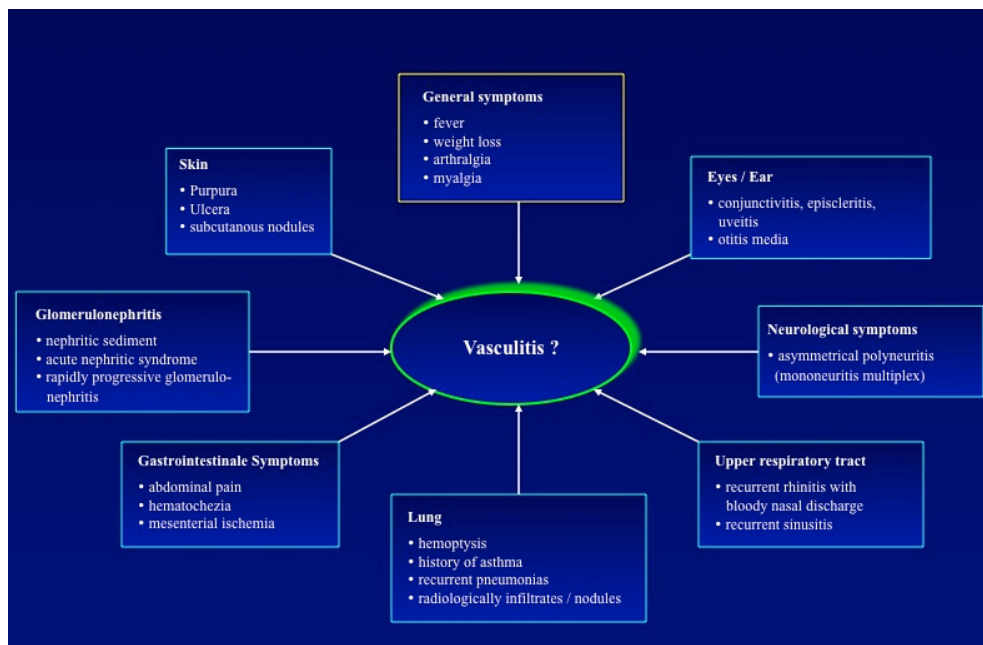 General symptoms
• fever
• weight loss
• arthralgia
• myalgia
Skin
• Purpura
• Ulcera
• subcutanous nodules
Eyes / Ear
• conjunctivitis, episcleritis,
uveitis
• otitis media
Glomerulonephritis
• nephritic sediment
• acute nephritic syndrome
• rapidly progressive glomerulo-
nephritis
Vasculitis ?
Neurological symptoms
• asymmetrical polyneuritis
(mononeuritis multiplex)
Gastrointestinale Symptoms
• abdominal pain
• hematochezia
• mesenterial ischemia
Lung
• hemoptysis
• history of asthma
• recurrent pneumonias
• radiologically infiltrates / nodules
Upper respiratory tract
• recurrent rhinitis with
bloody nasal discharge
• recurrent sinusitis